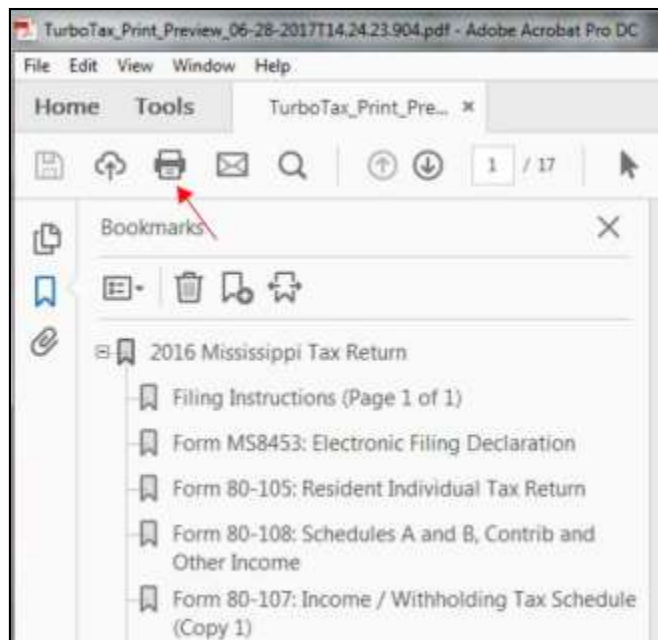 TurboTax_Print_Preview_06-28-2017T14.24.23.904.pdf - Adobe Acrobat Pro DC
File Edit View Window Help
Home Tools TurboTax_Print_Pre... ×
1 / 17
Bookmarks
2016 Mississippi Tax Return
Filing Instructions (Page 1 of 1)
Form MS8453: Electronic Filing Declaration
Form 80-105: Resident Individual Tax Return
Form 80-108: Schedules A and B, Contrib and
Other Income
Form 80-107: Income / Withholding Tax Schedule
(Copy 1)